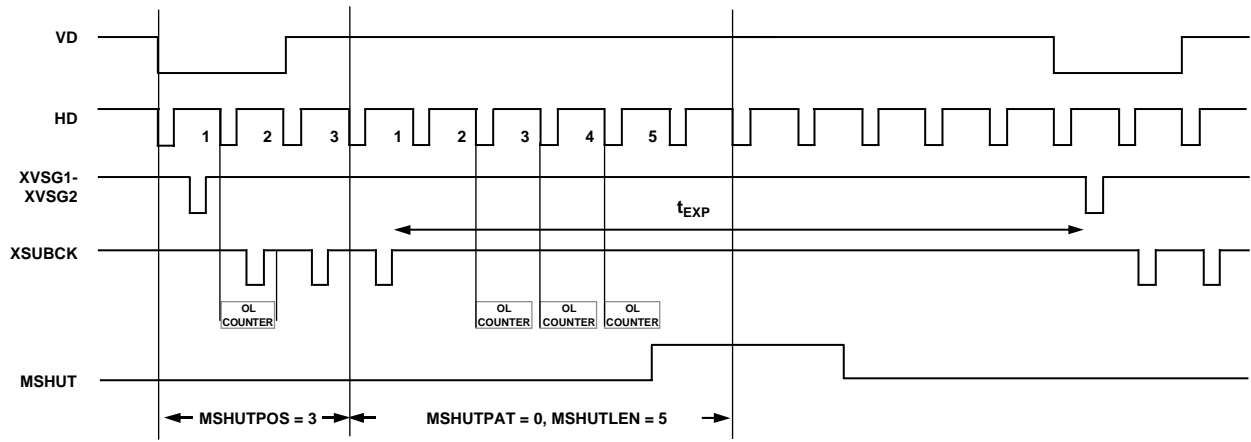 VD
HD
1 2 3 1 2 3 4 5
XVSG1-
XVSG2
tEXP
XSUBCK
OL
COUNTER
OL
COUNTER
OL
COUNTER
OL
COUNTER
MSHUT
MSHUTPOS = 3
MSHUTPAT = 0, MSHUTLEN = 5